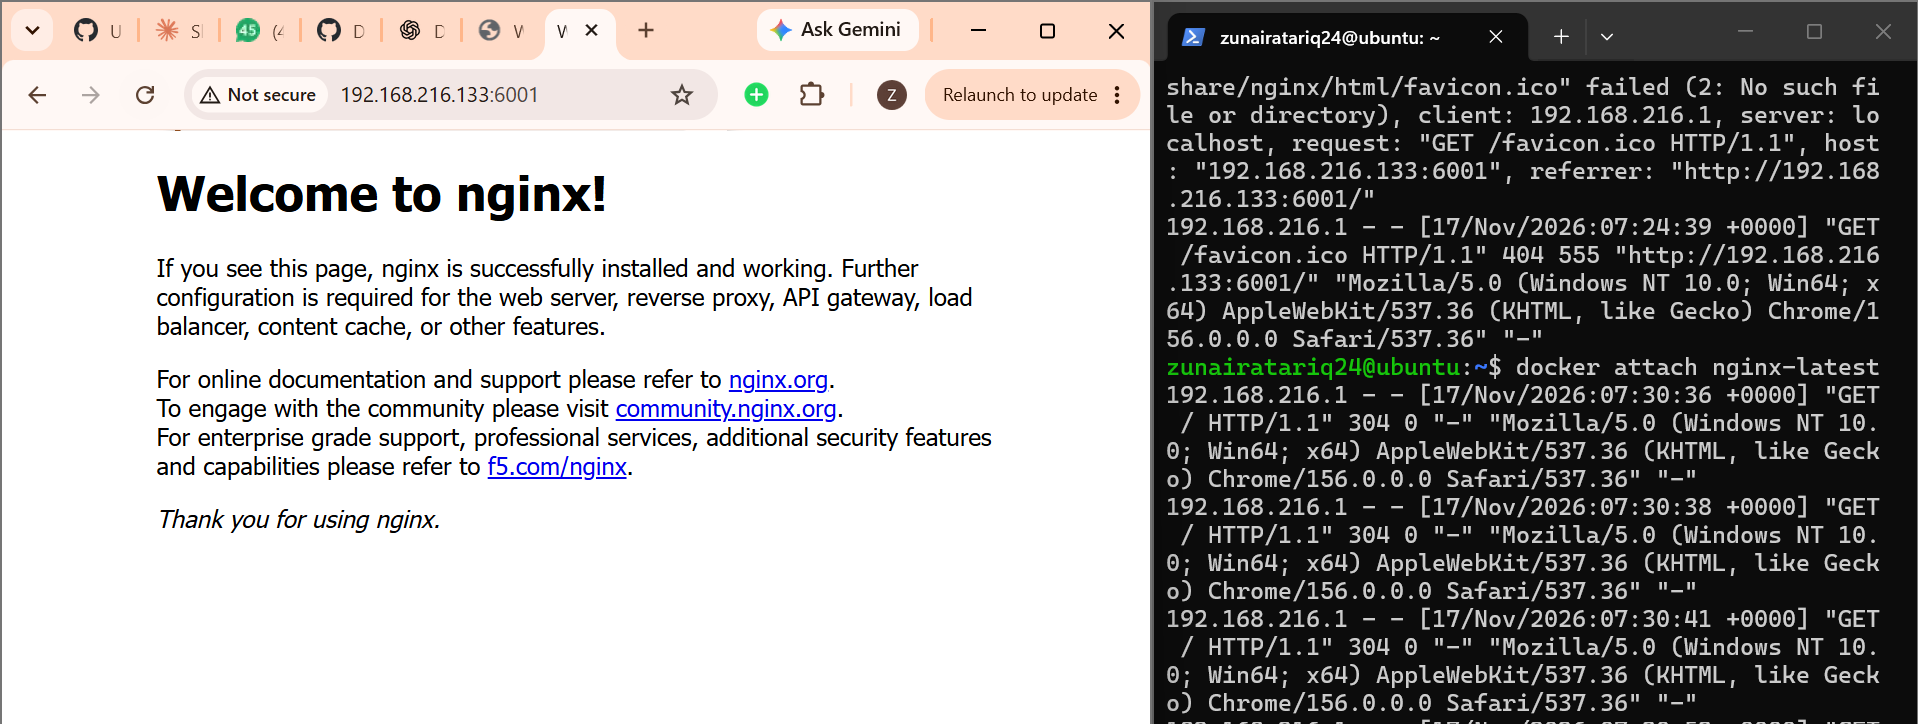 U
S
45
(4
D
D
W
W
Ask Gemini
Not secure
192.168.216.133:6001
Z
Relaunch to update
Welcome to nginx!
If you see this page, nginx is successfully installed and working. Further
configuration is required for the web server, reverse proxy, API gateway, load
balancer, content cache, or other features.
For online documentation and support please refer to nginx.org.
To engage with the community please visit community.nginx.org.
For enterprise grade support, professional services, additional security features
and capabilities please refer to f5.com/nginx.
Thank you for using nginx.
zunairatariq24@ubuntu: ~
share/nginx/html/favicon.ico" failed (2: No such fi
le or directory), client: 192.168.216.1, server: lo
calhost, request: "GET /favicon.ico HTTP/1.1", host
: "192.168.216.133:6001", referrer: "http://192.168
.216.133:6001/"
192.168.216.1 - - [17/Nov/2026:07:24:39 +0000] "GET
/favicon.ico HTTP/1.1" 404 555 "http://192.168.216
.133:6001/" "Mozilla/5.0 (Windows NT 10.0; Win64; x
64) AppleWebKit/537.36 (KHTML, like Gecko) Chrome/1
56.0.0.0 Safari/537.36" "-"
zunairatariq24@ubuntu:~$ docker attach nginx-latest
192.168.216.1 - - [17/Nov/2026:07:30:36 +0000] "GET
/ HTTP/1.1" 304 0 "-" "Mozilla/5.0 (Windows NT 10.
0; Win64; x64) AppleWebKit/537.36 (KHTML, like Geck
o) Chrome/156.0.0.0 Safari/537.36" "-"
192.168.216.1 - - [17/Nov/2026:07:30:38 +0000] "GET
/ HTTP/1.1" 304 0 "-" "Mozilla/5.0 (Windows NT 10.
0; Win64; x64) AppleWebKit/537.36 (KHTML, like Geck
o) Chrome/156.0.0.0 Safari/537.36" "-"
192.168.216.1 - - [17/Nov/2026:07:30:41 +0000] "GET
/ HTTP/1.1" 304 0 "-" "Mozilla/5.0 (Windows NT 10.
0; Win64; x64) AppleWebKit/537.36 (KHTML, like Geck
o) Chrome/156.0.0.0 Safari/537.36" "-"